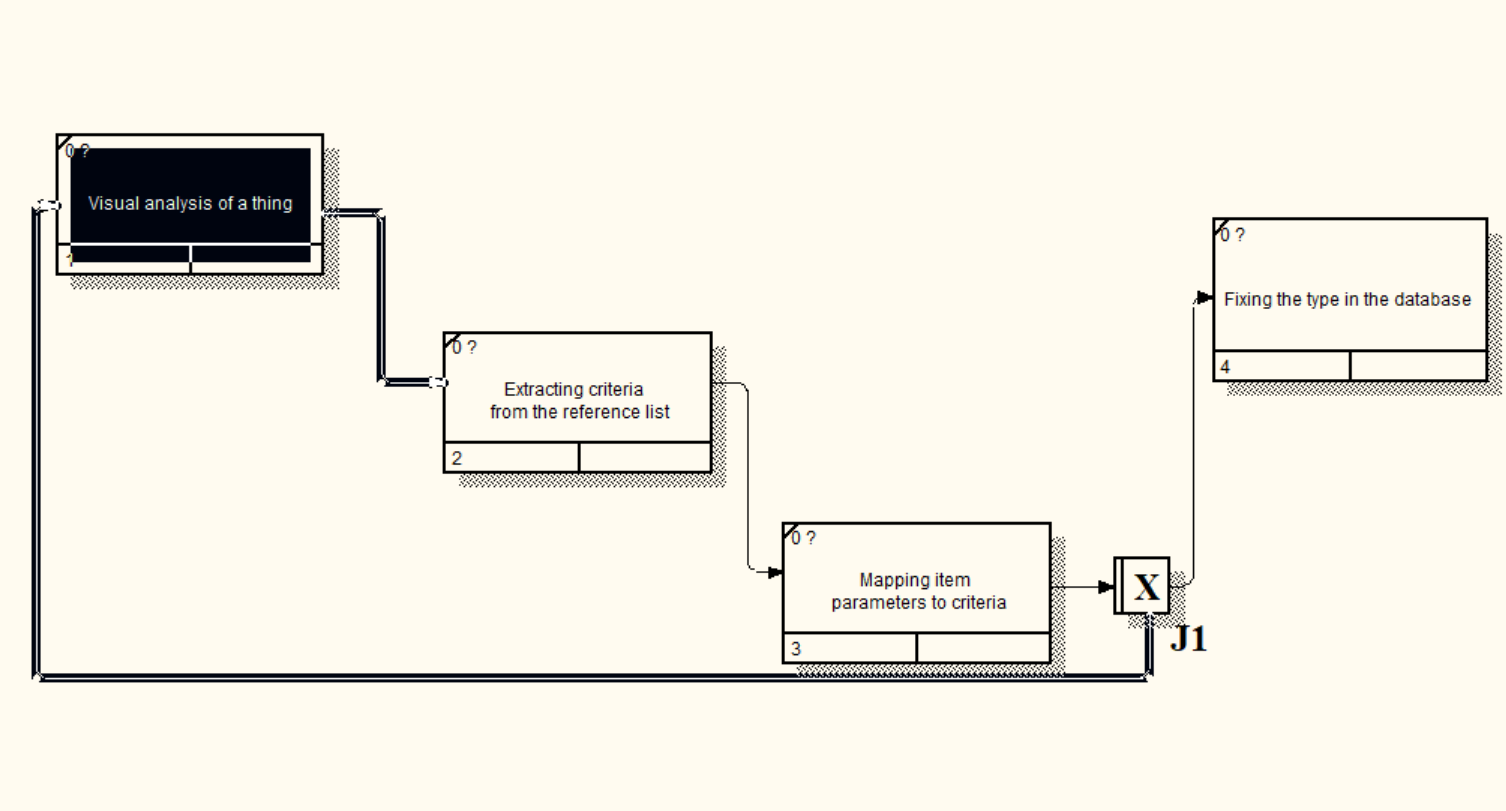 0 ?
Visual analysis of a thing
1
0 ?
Extracting criteria
from the reference list
2
0 ?
Mapping item
parameters to criteria
3
X
J1
0 ?
Fixing the type in the database
4